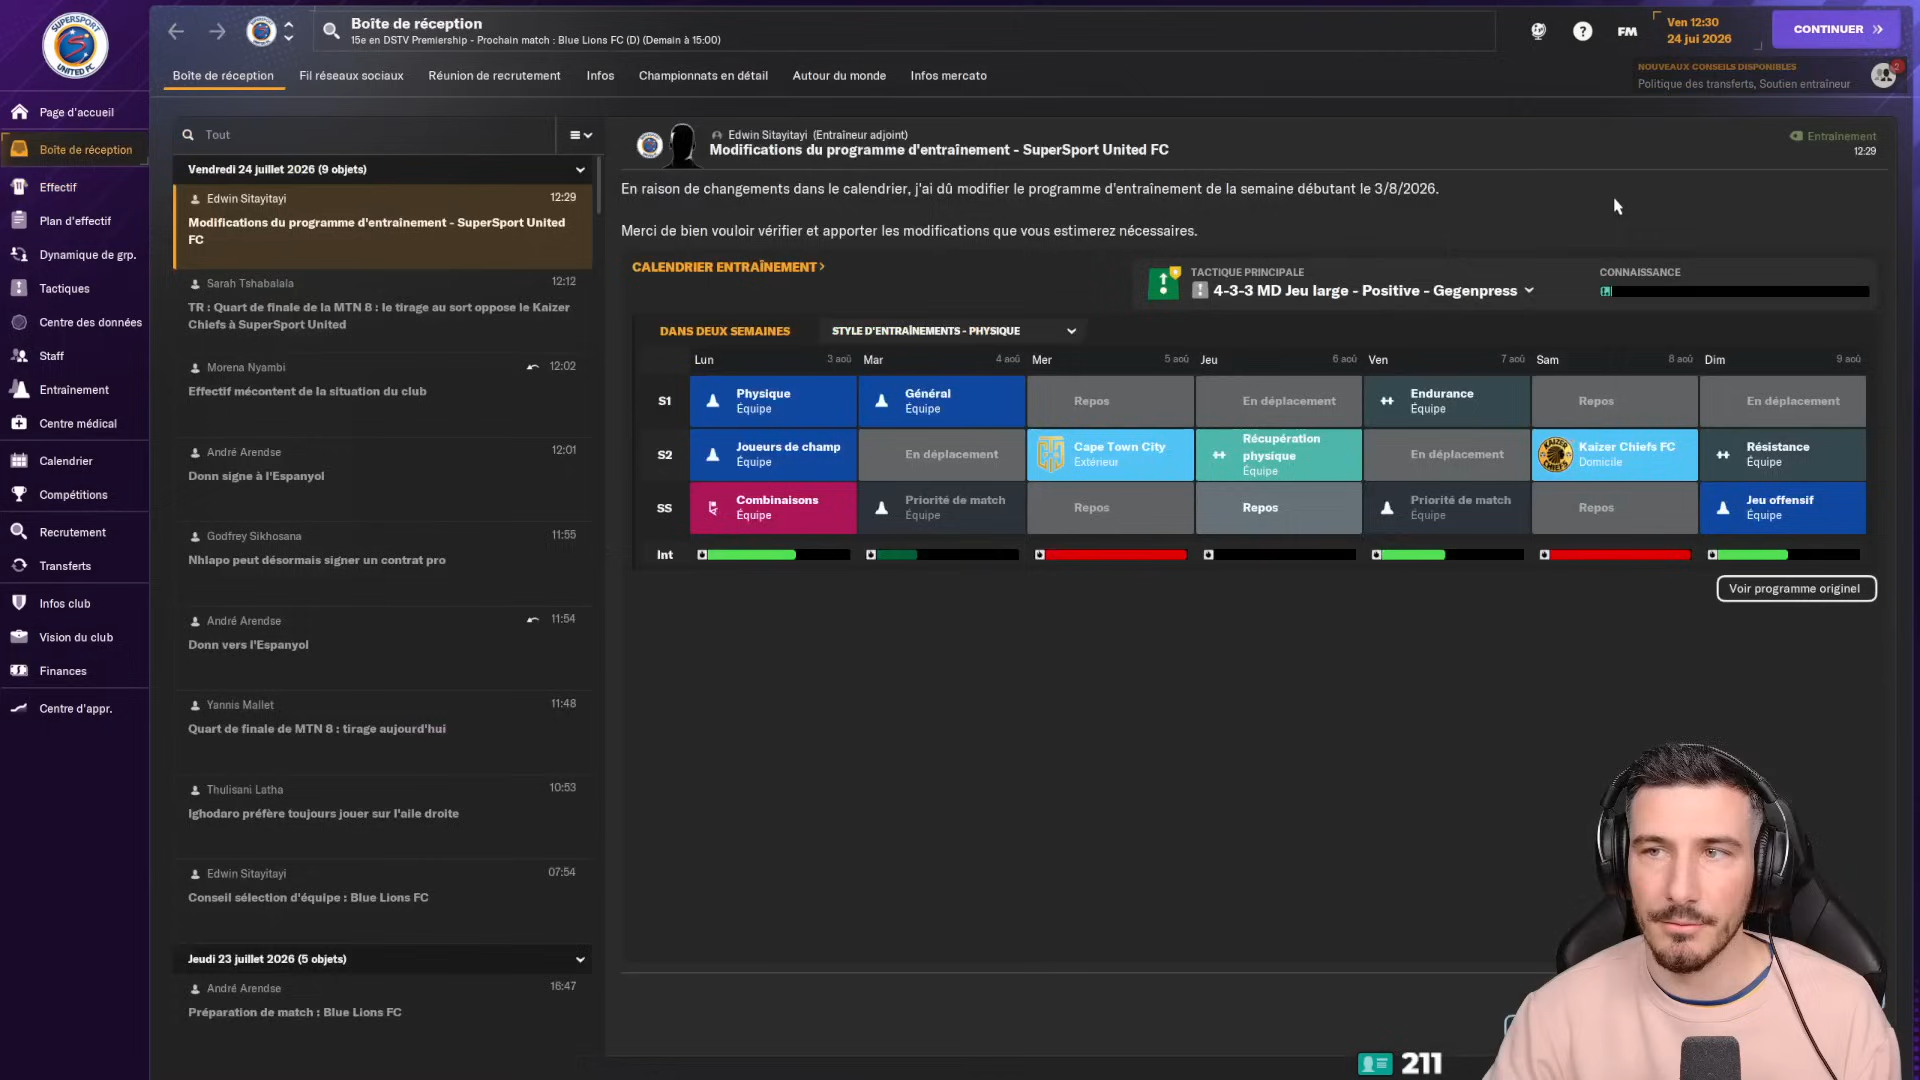 SUPERSPORT
UNITED FC
Boîte de réception
15e en DSTV Premiership - Prochain match : Blue Lions FC (D) (Demain à 15:00)
FM
Ven 12:30
24 jui 2026
CONTINUER
Boîte de réception
Fil réseaux sociaux
Réunion de recrutement
Infos
Championnats en détail
Autour du monde
Infos mercato
NOUVEAUX CONSEILS DISPONIBLES
Politique des transferts, Soutien entraîneur
2
Page d'accueil
Boîte de réception
Effectif
Plan d'effectif
Dynamique de grp.
Tactiques
Centre des données
Staff
Entraînement
Centre médical
Calendrier
Compétitions
Recrutement
Transferts
Infos club
Vision du club
Finances
Centre d'appr.
Tout
Vendredi 24 juillet 2026 (9 objets)
Edwin Sitayitayi
12:29
Modifications du programme d'entraînement - SuperSport United
FC
Sarah Tshabalala
12:12
TR : Quart de finale de la MTN 8 : le tirage au sort oppose le Kaizer
Chiefs à SuperSport United
Morena Nyambi
12:02
Effectif mécontent de la situation du club
André Arendse
12:01
Donn signe à l'Espanyol
Godfrey Sikhosana
11:55
Nhlapo peut désormais signer un contrat pro
André Arendse
11:54
Donn vers l'Espanyol
Yannis Mallet
11:48
Quart de finale de MTN 8 : tirage aujourd'hui
Thulisani Latha
10:53
Ighodaro préfère toujours jouer sur l'aile droite
Edwin Sitayitayi
07:54
Conseil sélection d'équipe : Blue Lions FC
Jeudi 23 juillet 2026 (5 objets)
André Arendse
16:47
Préparation de match : Blue Lions FC
Edwin Sitayitayi (Entraîneur adjoint)
Modifications du programme d'entraînement - SuperSport United FC
Entraînement
12:29
En raison de changements dans le calendrier, j'ai dû modifier le programme d'entraînement de la semaine débutant le 3/8/2026.
Merci de bien vouloir vérifier et apporter les modifications que vous estimerez nécessaires.
CALENDRIER ENTRAÎNEMENT
TACTIQUE PRINCIPALE
4-3-3 MD Jeu large - Positive - Gegenpress
CONNAISSANCE
DANS DEUX SEMAINES
STYLE D'ENTRAÎNEMENTS - PHYSIQUE
Lun
3 aoû
Mar
4 aoû
Mer
5 aoû
Jeu
6 aoû
Ven
7 aoû
Sam
8 aoû
Dim
9 aoû
S1
Physique
Équipe
Général
Équipe
Repos
En déplacement
Endurance
Équipe
Repos
En déplacement
S2
Joueurs de champ
Équipe
En déplacement
Cape Town City
Extérieur
Récupération
physique
Équipe
En déplacement
KAIZER
CHIEFS
Kaizer Chiefs FC
Domicile
Résistance
Équipe
SS
Combinaisons
Équipe
Priorité de match
Équipe
Repos
Repos
Priorité de match
Équipe
Repos
Jeu offensif
Équipe
Int
Voir programme originel
211